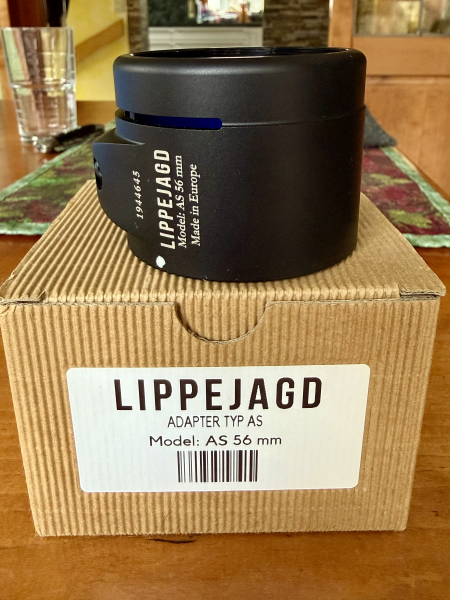 1944645
LIPPEJAGD
Model: AS 56 mm
Made in Europe
LIPPEJAGD
ADAPTER TYP AS
Model: AS 56 mm